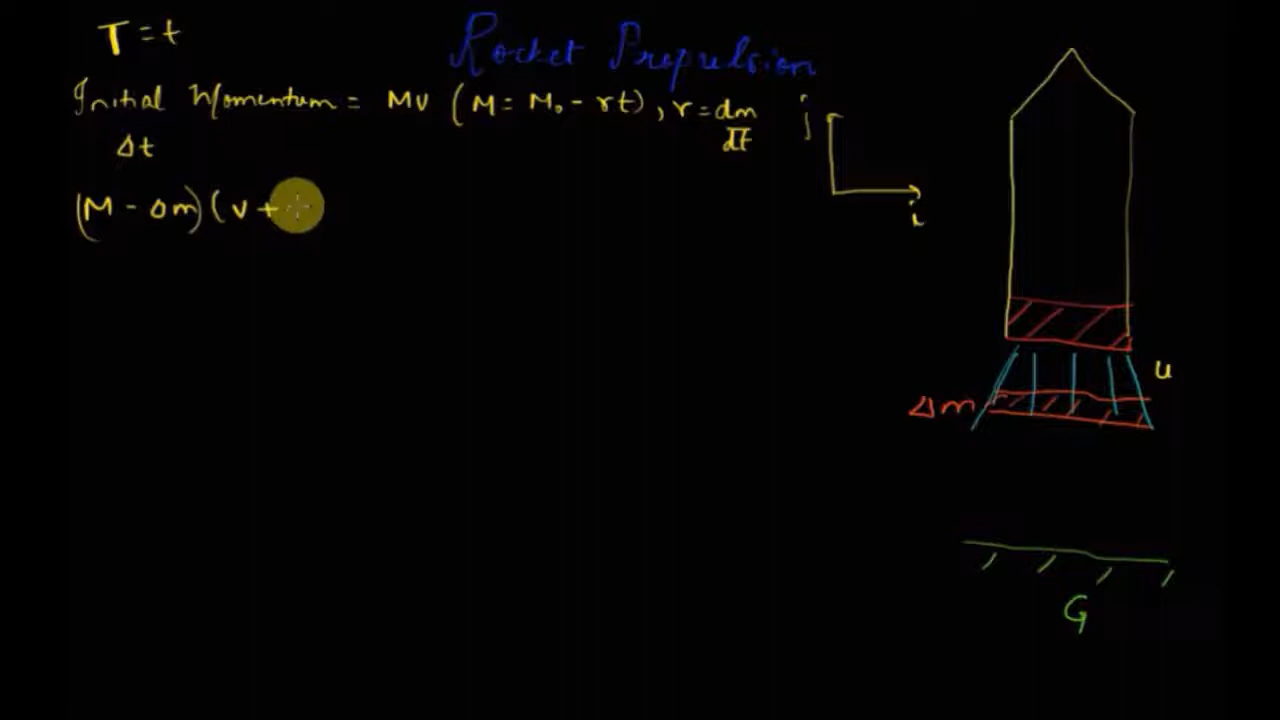 Rocket Propulsion
T = t
Initial Momentum = MV (M = M₀ - rt), r = dm/dt
Δt
(M - Δm)(v +
j
i
u
Δm
G